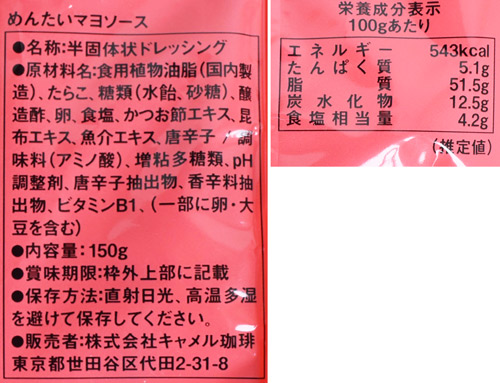 めんたいマヨソース
●名称:半固体状ドレッシング
●原材料名:食用植物油脂(国内製
造)、たらこ、糖類(水飴、砂糖)、醸
造酢、卵、食塩、かつお節エキス、昆
布エキス、魚介エキス、唐辛子/調
味料(アミノ酸)、増粘多糖類、pH
調整剤、唐辛子抽出物、香辛料抽
出物、ビタミンB1、(一部に卵・大
豆を含む)
●内容量:150g
●賞味期限:枠外上部に記載
●保存方法:直射日光、高温多湿
を避けて保存してください。
●販売者:株式会社キャメル珈琲
東京都世田谷区代田2-31-8
栄養成分表示
100gあたり
エネルギー 543kcal
たんぱく質 5.1g
脂質 51.5g
炭水化物 12.5g
食塩相当量 4.2g
(推定値)